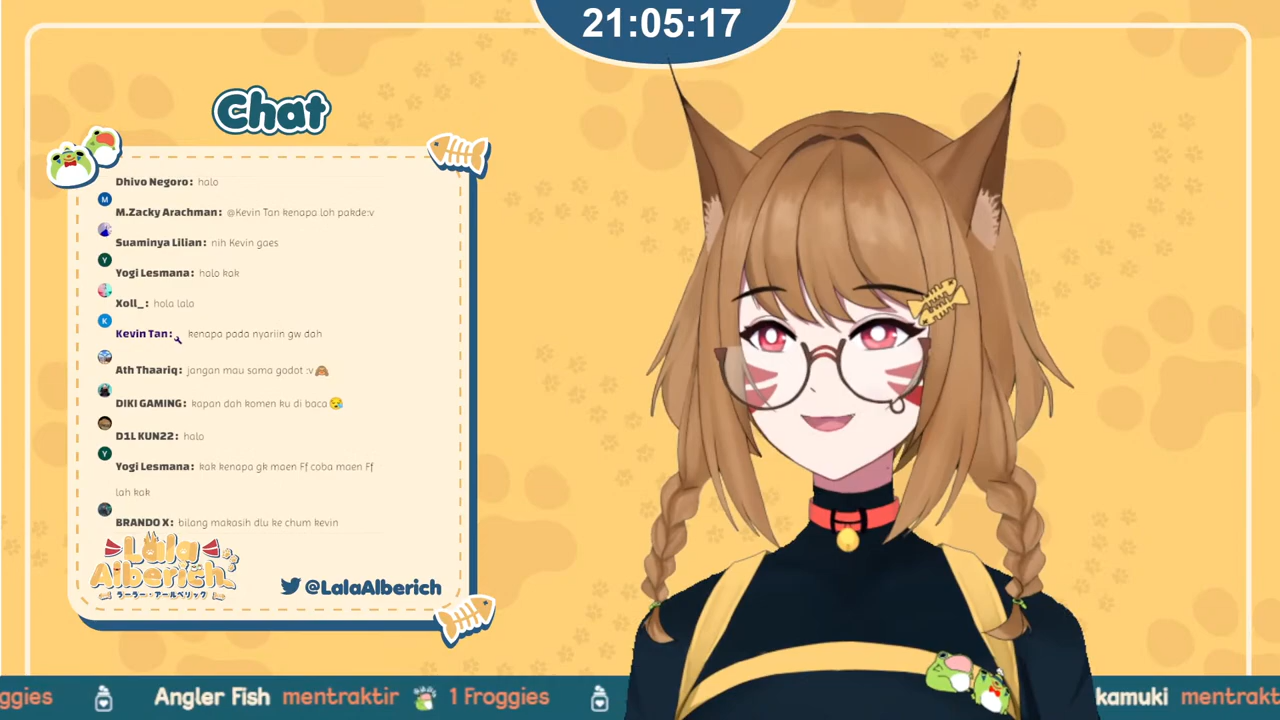 21:05:17
Chat
Dhivo Negoro: halo
M.Zacky Arachman: @Kevin Tan kenapa loh pakde:v
Suaminya Lilian: nih Kevin gaes
Yogi Lesmana: halo kak
Xoll_: hola lalo
Kevin Tan: kenapa pada nyariin gw dah
Ath Thaariq: jangan mau sama godot :v🙈
DIKI GAMING: kapan dah komen ku di baca😪
D1L KUN22: halo
Yogi Lesmana: kak kenapa gk maen Ff coba maen Ff
lah kak
BRANDO X: bilang makasih dlu ke chum kevin
Lala
Alberich
ラーラー・アールベリック
@LalaAlberich
oggies Angler Fish mentraktir 1 Froggies kamuki mentrakt